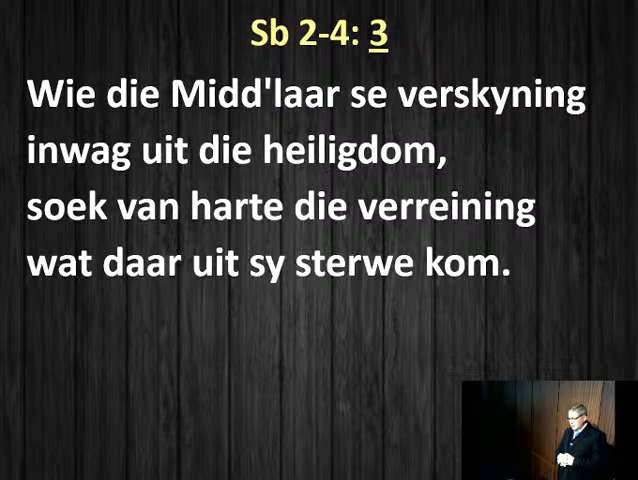 Sb 2-4: 3
Wie die Midd'laar se verskyning
inwag uit die heiligdom,
soek van harte die verreining
wat daar uit sy sterwe kom.